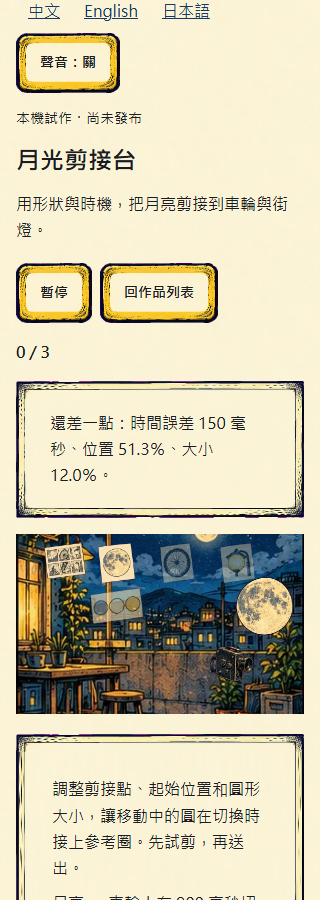 中文 English 日本語
聲音：關
本機試作・尚未發布
月光剪接台
用形狀與時機，把月亮剪接到車輪與街
燈。
暫停 回作品列表
0 / 3
還差一點：時間誤差 150 毫
秒、位置 51.3%、大小
12.0%。
調整剪接點、起始位置和圓形
大小，讓移動中的圓在切換時
接上參考圈。先試剪，再送
出。